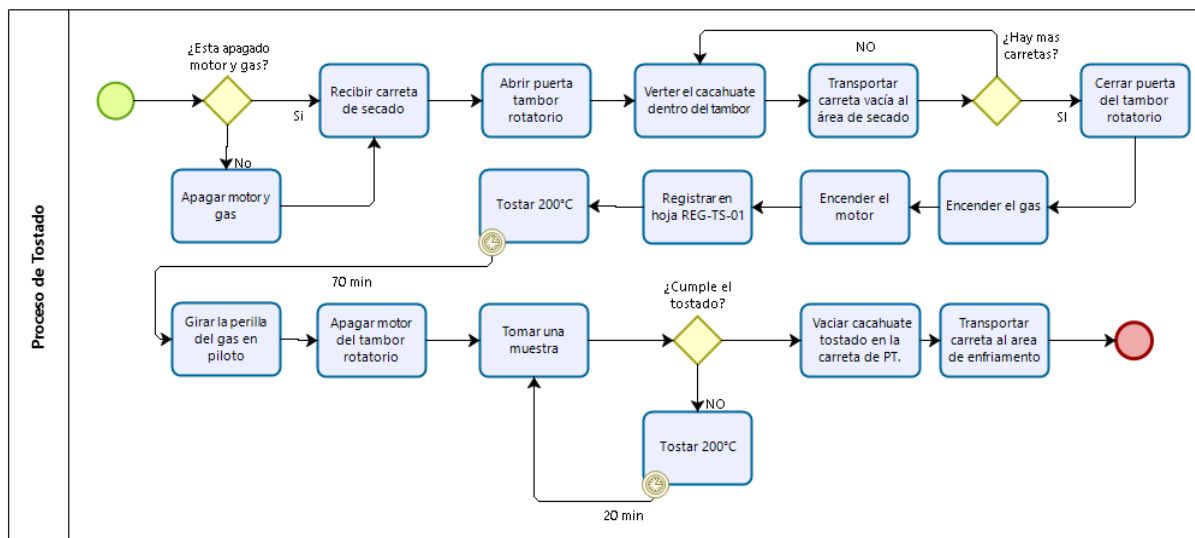 Proceso de Tostado
¿Esta apagado
motor y gas?
Si
No
Apagar motor y
gas
Recibir carreta
de secado
Abrir puerta
tambor
rotatorio
Verter el cacahuate
dentro del tambor
Transportar
carreta vacía al
área de secado
¿Hay mas
carretas?
NO
SI
Cerrar puerta
del tambor
rotatorio
Encender el gas
Encender el
motor
Registrar en
hoja REG-TS-01
Tostar 200°C
70 min
Girar la perilla
del gas en
piloto
Apagar motor
del tambor
rotatorio
Tomar una
muestra
¿Cumple el
tostado?
NO
Tostar 200°C
20 min
Vaciar cacahuate
tostado en la
carreta de PT.
Transportar
carreta al area
de enfriamento